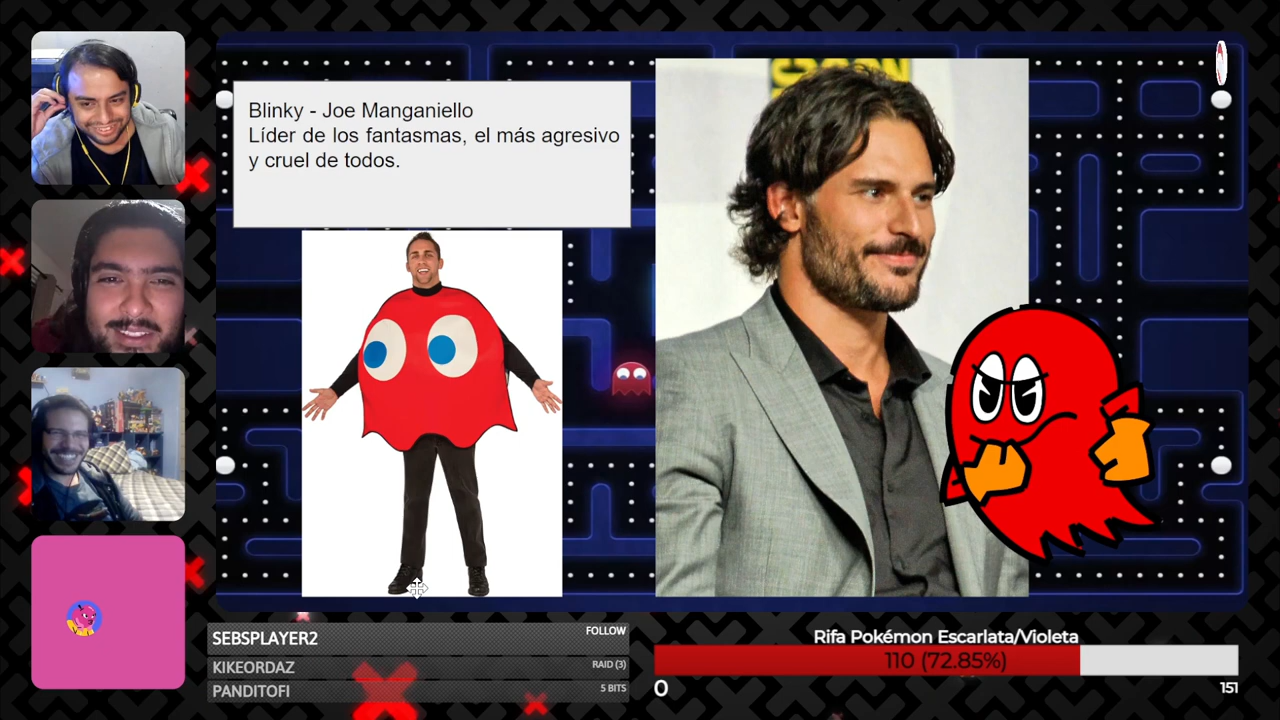 Blinky - Joe Manganiello
Líder de los fantasmas, el más agresivo
y cruel de todos.
SEBSPLAYER2 FOLLOW
KIKEORDAZ RAID (3)
PANDITOFI 5 BITS
Rifa Pokémon Escarlata/Violeta
110 (72.85%)
0 151